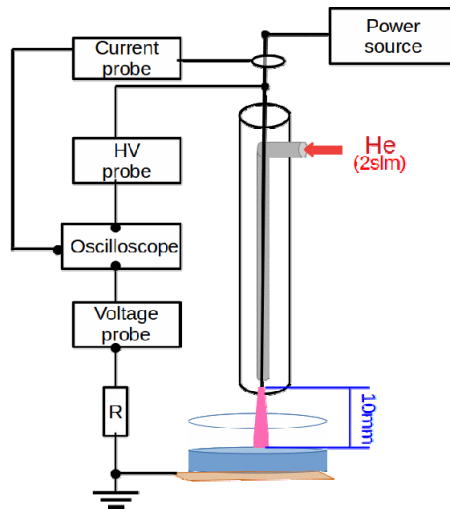 Power
source
Current
probe
HV
probe
He
(2slm)
Oscilloscope
Voltage
probe
R
10mm